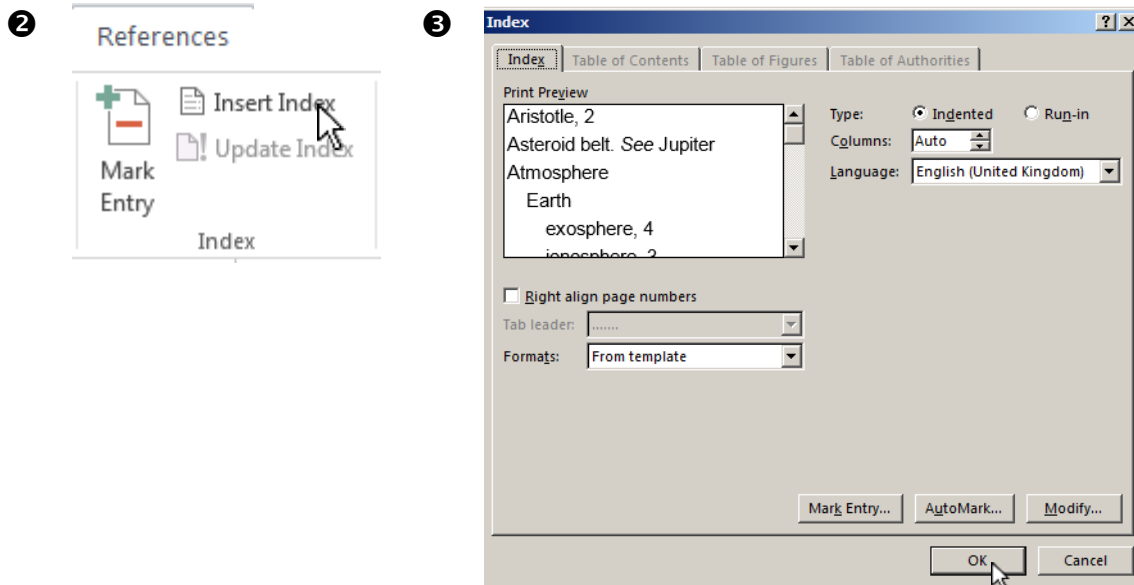 ❷
References
Insert Index
Update Index
Mark
Entry
Index
❸
Index
Index
Table of Contents
Table of Figures
Table of Authorities
Print Preview
Aristotle, 2
Asteroid belt. See Jupiter
Atmosphere
Earth
exosphere, 4
ionosphere, 3
Type: Indented Run-in
Columns: Auto
Language: English (United Kingdom)
Right align page numbers
Tab leader: .......
Formats: From template
Mark Entry... AutoMark... Modify...
OK Cancel